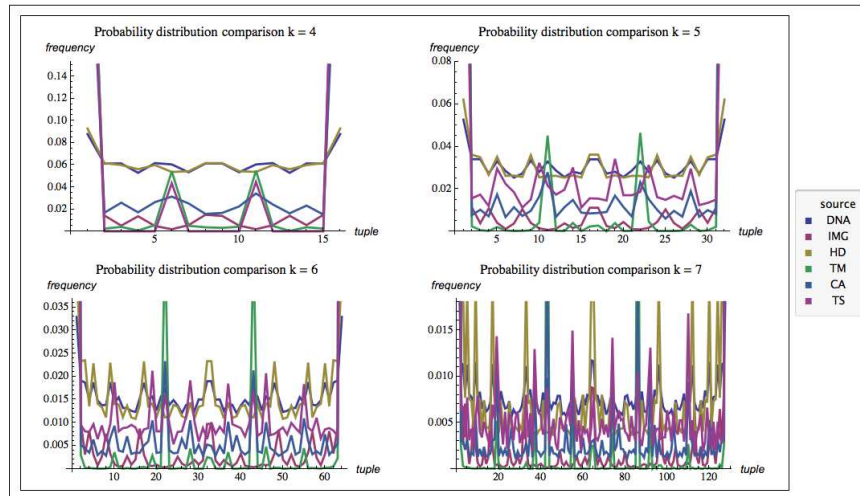 Probability distribution comparison k = 4
frequency
0.14
0.12
0.10
0.08
0.06
0.04
0.02
5
10
15
tuple
Probability distribution comparison k = 5
frequency
0.08
0.06
0.04
0.02
5
10
15
20
25
30
tuple
source
DNA
IMG
HD
TM
CA
TS
Probability distribution comparison k = 6
frequency
0.035
0.030
0.025
0.020
0.015
0.010
0.005
10
20
30
40
50
60
tuple
Probability distribution comparison k = 7
frequency
0.015
0.010
0.005
20
40
60
80
100
120
tuple